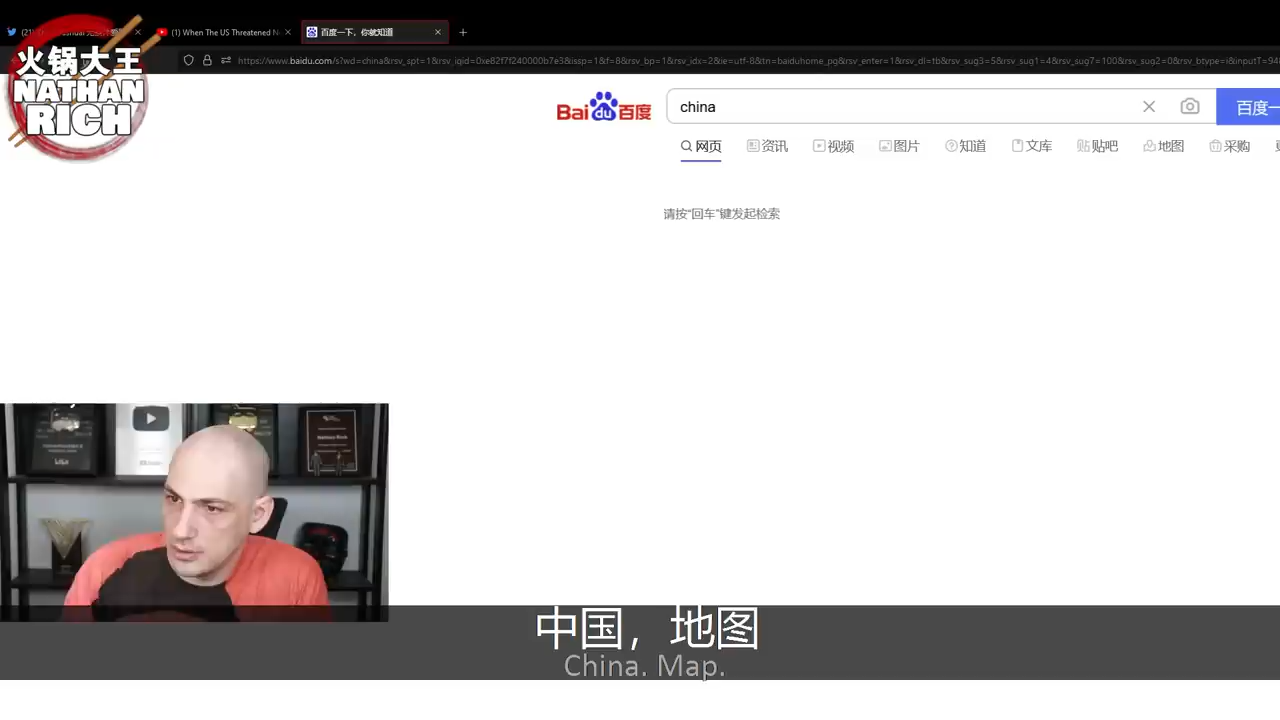 (1) When The US Threatened N
百度一下，你就知道
火锅大王
NATHAN
RICH
https://www.baidu.com/s?wd=china&rsv_spt=1&rsv_iqid=0xe82f7f240000b7e3&issp=1&f=8&rsv_bp=1&rsv_idx=2&ie=utf-8&tn=baiduhome_pg&rsv_enter=1&rsv_dl=tb&rsv_sug3=5&rsv_sug1=4&rsv_sug7=100&rsv_sug2=0&rsv_btype=i&inputT=94
Bai du 百度
china
百度一
网页 资讯 视频 图片 知道 文库 贴吧 地图 采购
请按“回车”键发起检索
中国，地图
China. Map.